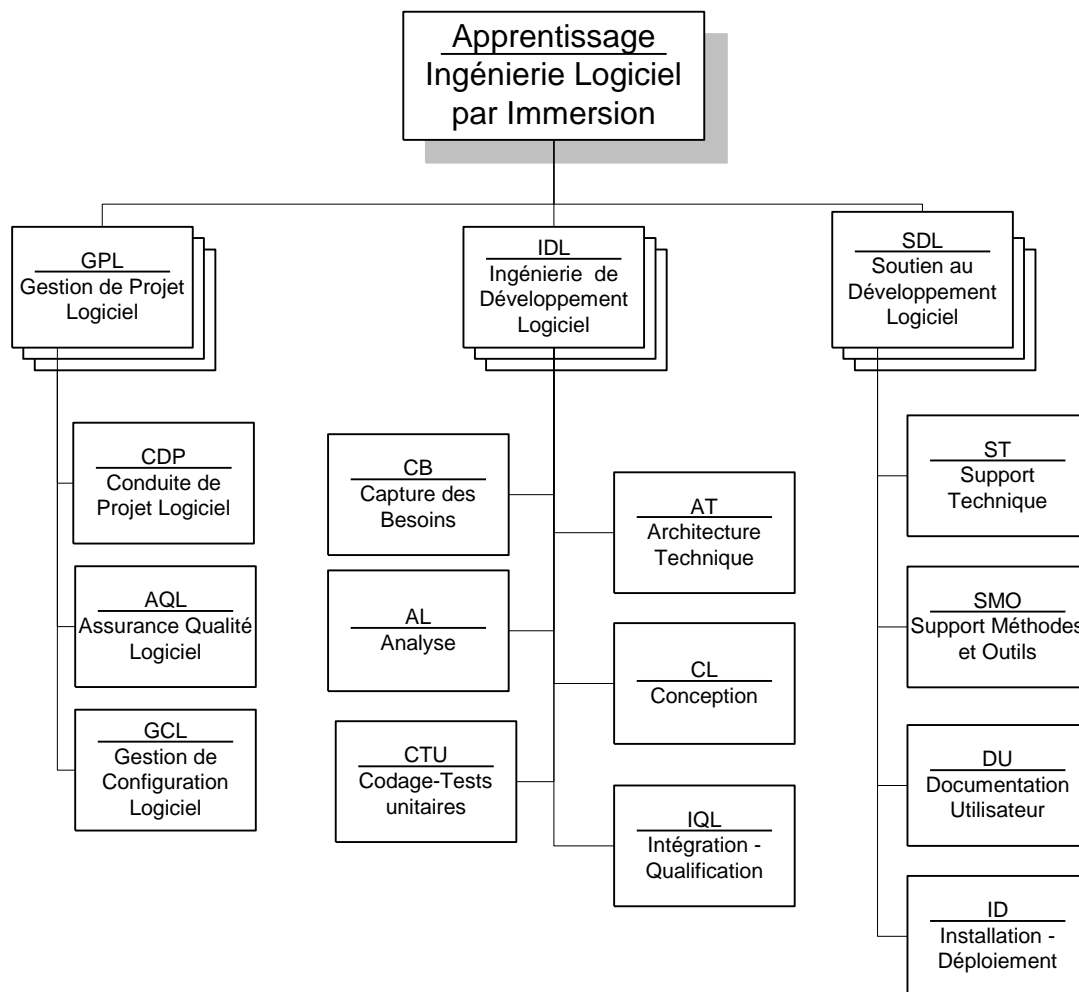 Apprentissage
Ingénierie Logiciel
par Immersion
GPL
Gestion de Projet
Logiciel
IDL
Ingénierie de
Développement
Logiciel
SDL
Soutien au
Développement
Logiciel
CDP
Conduite de
Projet Logiciel
AQL
Assurance Qualité
Logiciel
GCL
Gestion de
Configuration
Logiciel
CB
Capture des
Besoins
AL
Analyse
CTU
Codage-Tests
unitaires
AT
Architecture
Technique
CL
Conception
IQL
Intégration -
Qualification
ST
Support
Technique
SMO
Support Méthodes
et Outils
DU
Documentation
Utilisateur
ID
Installation -
Déploiement